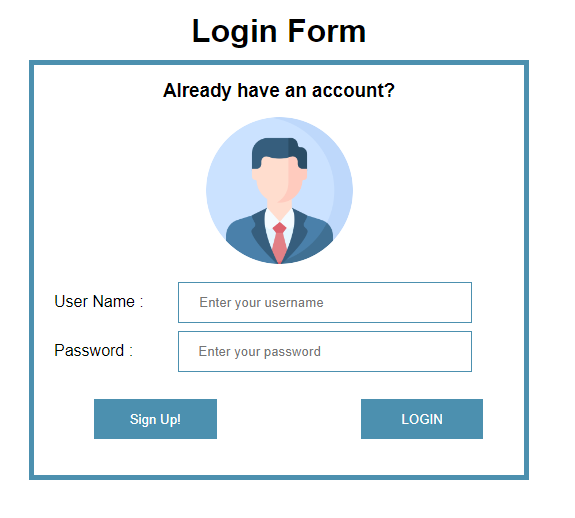 Login Form
Already have an account?
User Name : Enter your username
Password : Enter your password
Sign Up! LOGIN